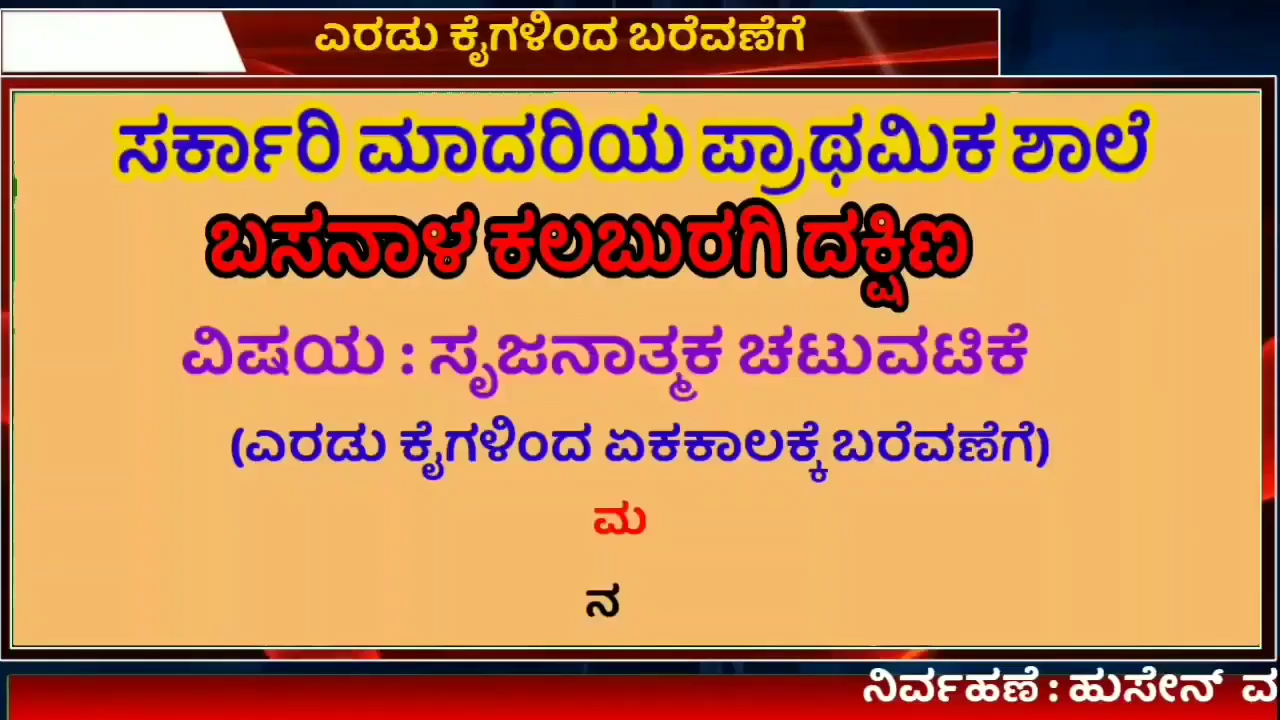 ಎರಡು ಕೈಗಳಿಂದ ಬರೆವಣೆಗೆ
ಸರ್ಕಾರಿ ಮಾದರಿಯ ಪ್ರಾಥಮಿಕ ಶಾಲೆ
ಬಸನಾಳ ಕಲಬುರಗಿ ದಕ್ಷಿಣ
ವಿಷಯ : ಸೃಜನಾತ್ಮಕ ಚಟುವಟಿಕೆ
(ಎರಡು ಕೈಗಳಿಂದ ಏಕಕಾಲಕ್ಕೆ ಬರೆವಣೆಗೆ)
ಮ
ನ
ನಿರ್ವಹಣೆ : ಹುಸೇನ್ ವ